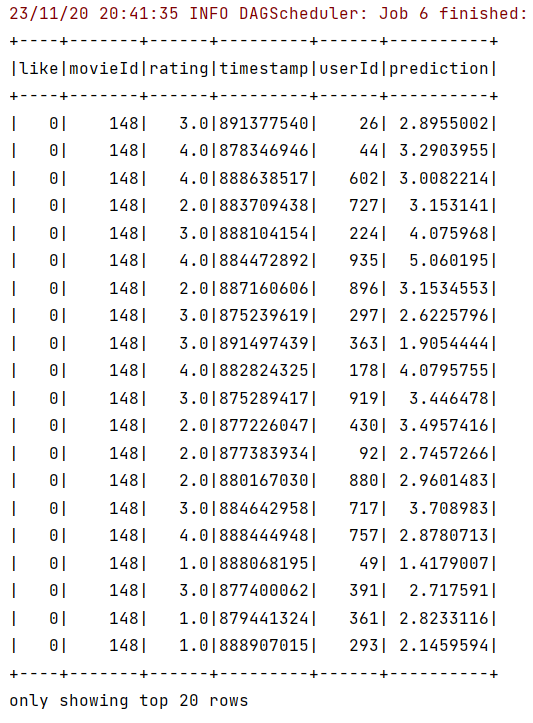 23/11/20 20:41:35 INFO DAGScheduler: Job 6 finished:
+----+-------+------+---------+------+----------+
|like|movieId|rating|timestamp|userId|prediction|
+----+-------+------+---------+------+----------+
|   0|    148|   3.0|891377540|    26| 2.8955002|
|   0|    148|   4.0|878346946|    44| 3.2903955|
|   0|    148|   4.0|888638517|   602| 3.0082214|
|   0|    148|   2.0|883709438|   727|  3.153141|
|   0|    148|   3.0|888104154|   224|  4.075968|
|   0|    148|   4.0|884472892|   935|  5.060195|
|   0|    148|   2.0|887160606|   896| 3.1534553|
|   0|    148|   3.0|875239619|   297| 2.6225796|
|   0|    148|   3.0|891497439|   363| 1.9054444|
|   0|    148|   4.0|882824325|   178| 4.0795755|
|   0|    148|   3.0|875289417|   919|  3.446478|
|   0|    148|   2.0|877226047|   430| 3.4957416|
|   0|    148|   2.0|877383934|    92| 2.7457266|
|   0|    148|   2.0|880167030|   880| 2.9601483|
|   0|    148|   3.0|884642958|   717|  3.708983|
|   0|    148|   4.0|888444948|   757| 2.8780713|
|   0|    148|   1.0|888068195|    49| 1.4179007|
|   0|    148|   3.0|877400062|   391|  2.717591|
|   0|    148|   1.0|879441324|   361| 2.8233116|
|   0|    148|   1.0|888907015|   293| 2.1459594|
+----+-------+------+---------+------+----------+
only showing top 20 rows